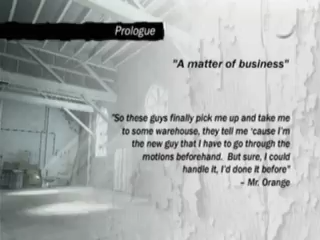 Prologue
"A matter of business"
"So these guys finally pick me up and take me
to some warehouse, they tell me 'cause I'm
the new guy that I have to go through the
motions beforehand.  But sure, I could
handle it, I'd done it before"
– Mr. Orange